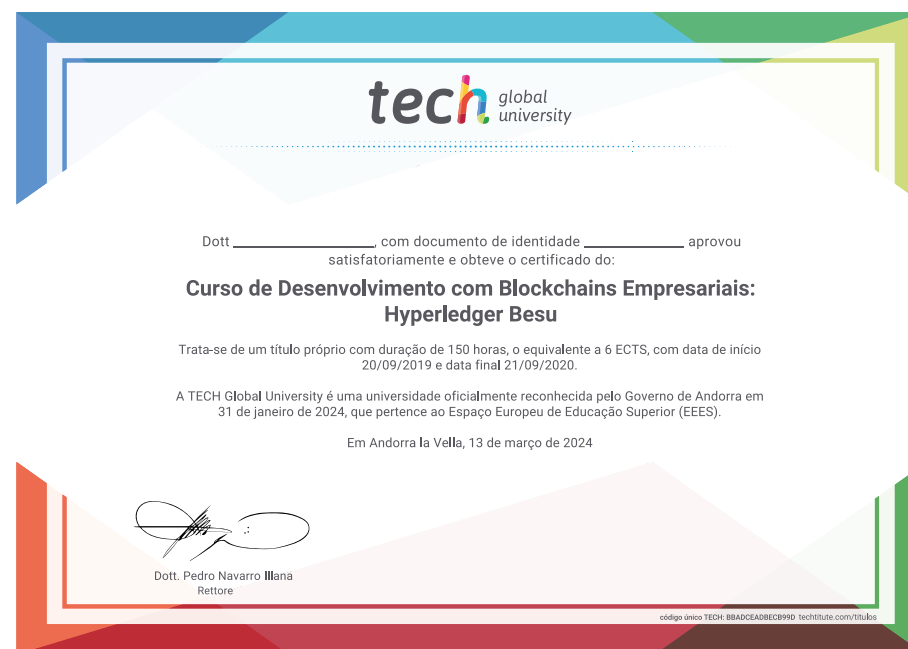 tech global
university
Dott ____________________, com documento de identidade ______________ aprovou
satisfatoriamente e obteve o certificado do:
Curso de Desenvolvimento com Blockchains Empresariais:
Hyperledger Besu
Trata-se de um título próprio com duração de 150 horas, o equivalente a 6 ECTS, com data de início
20/09/2019 e data final 21/09/2020.
A TECH Global University é uma universidade oficialmente reconhecida pelo Governo de Andorra em
31 de janeiro de 2024, que pertence ao Espaço Europeu de Educação Superior (EEES).
Em Andorra la Vella, 13 de março de 2024
Dott. Pedro Navarro Illana
Rettore
código único TECH: BBADCEADBECB99D techtitute.com/titulos